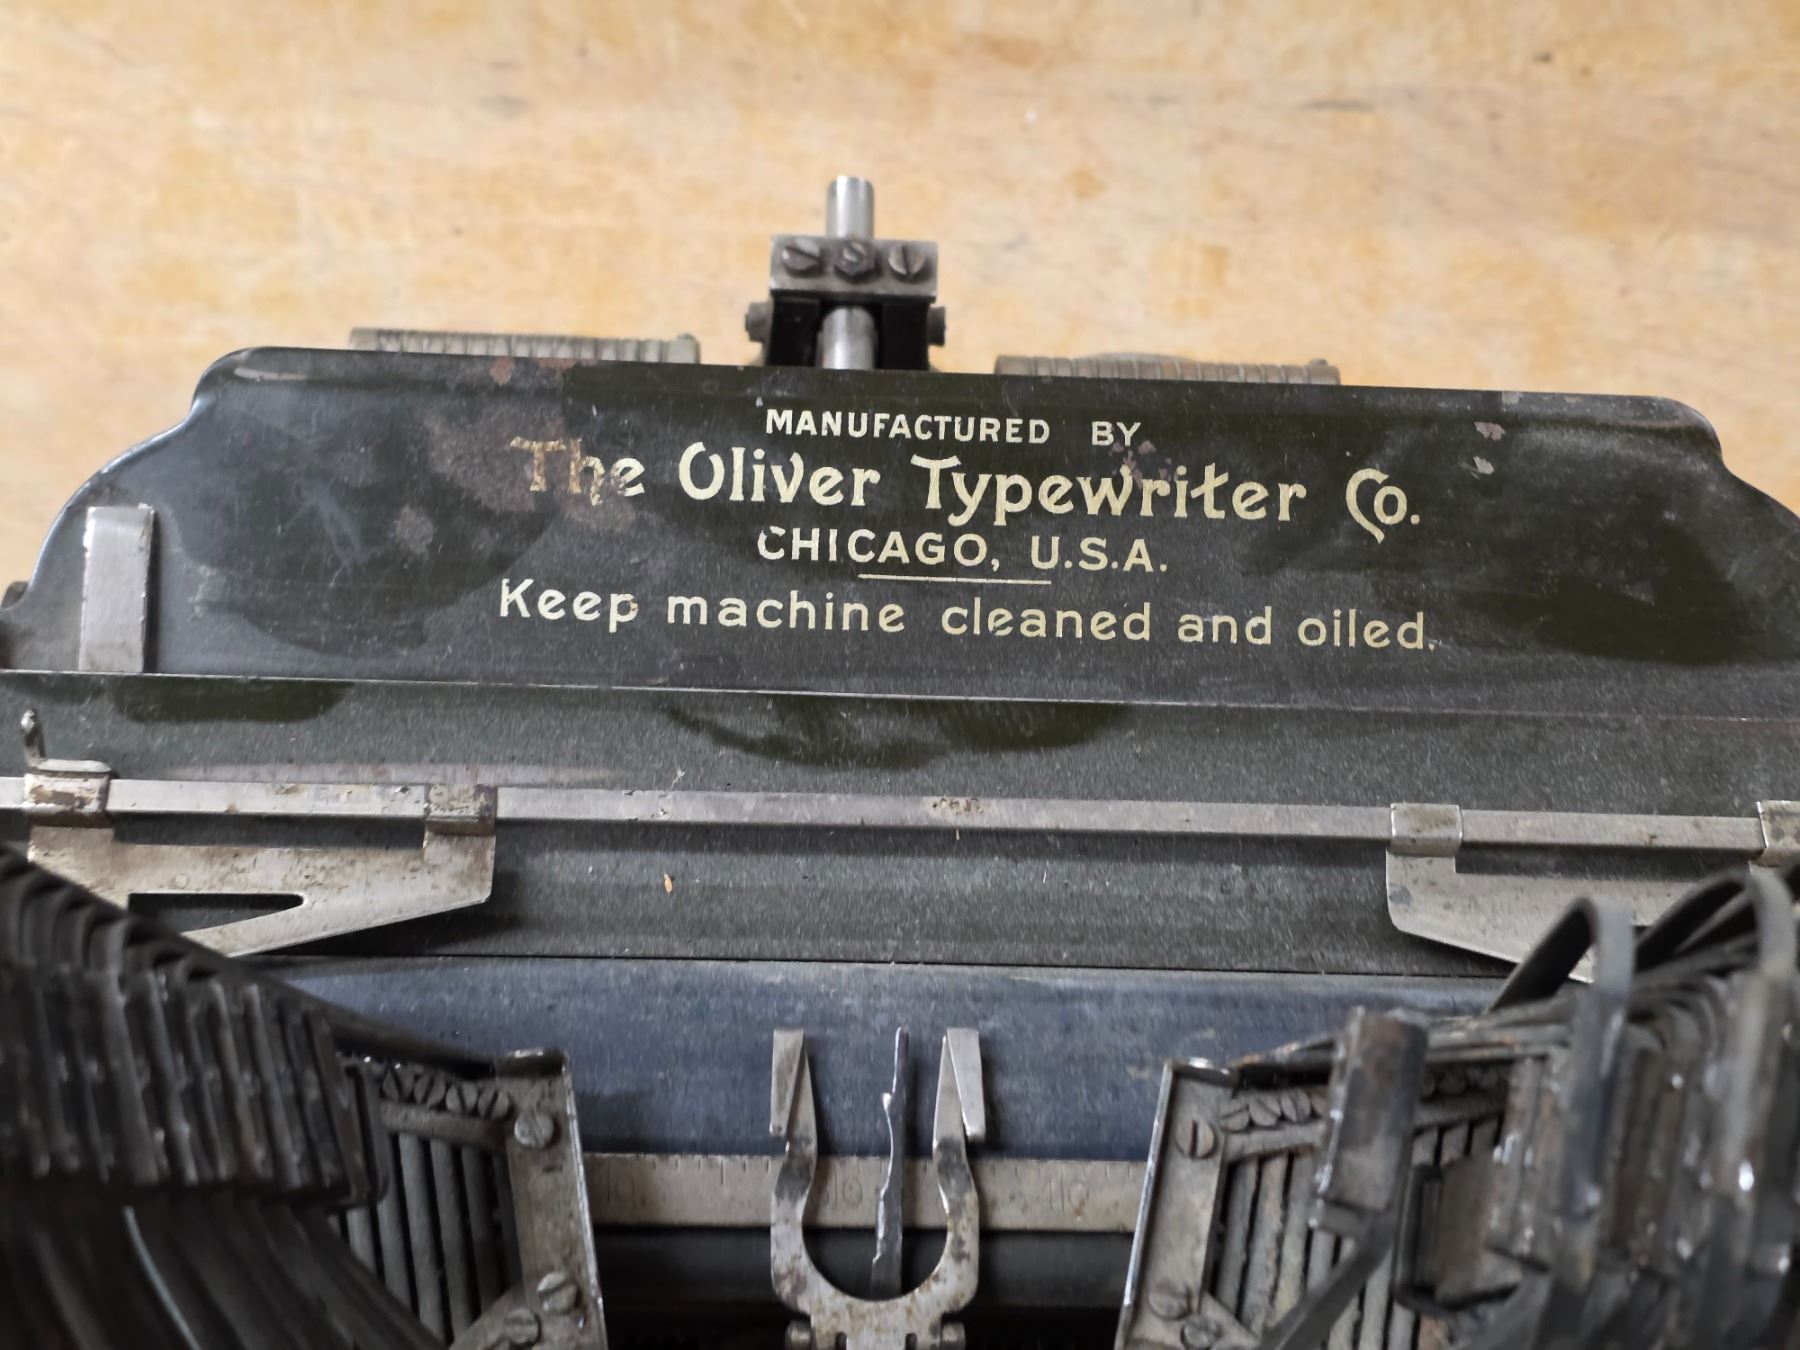 MANUFACTURED BY
The Oliver Typewriter Co.
CHICAGO, U.S.A.
Keep machine cleaned and oiled.